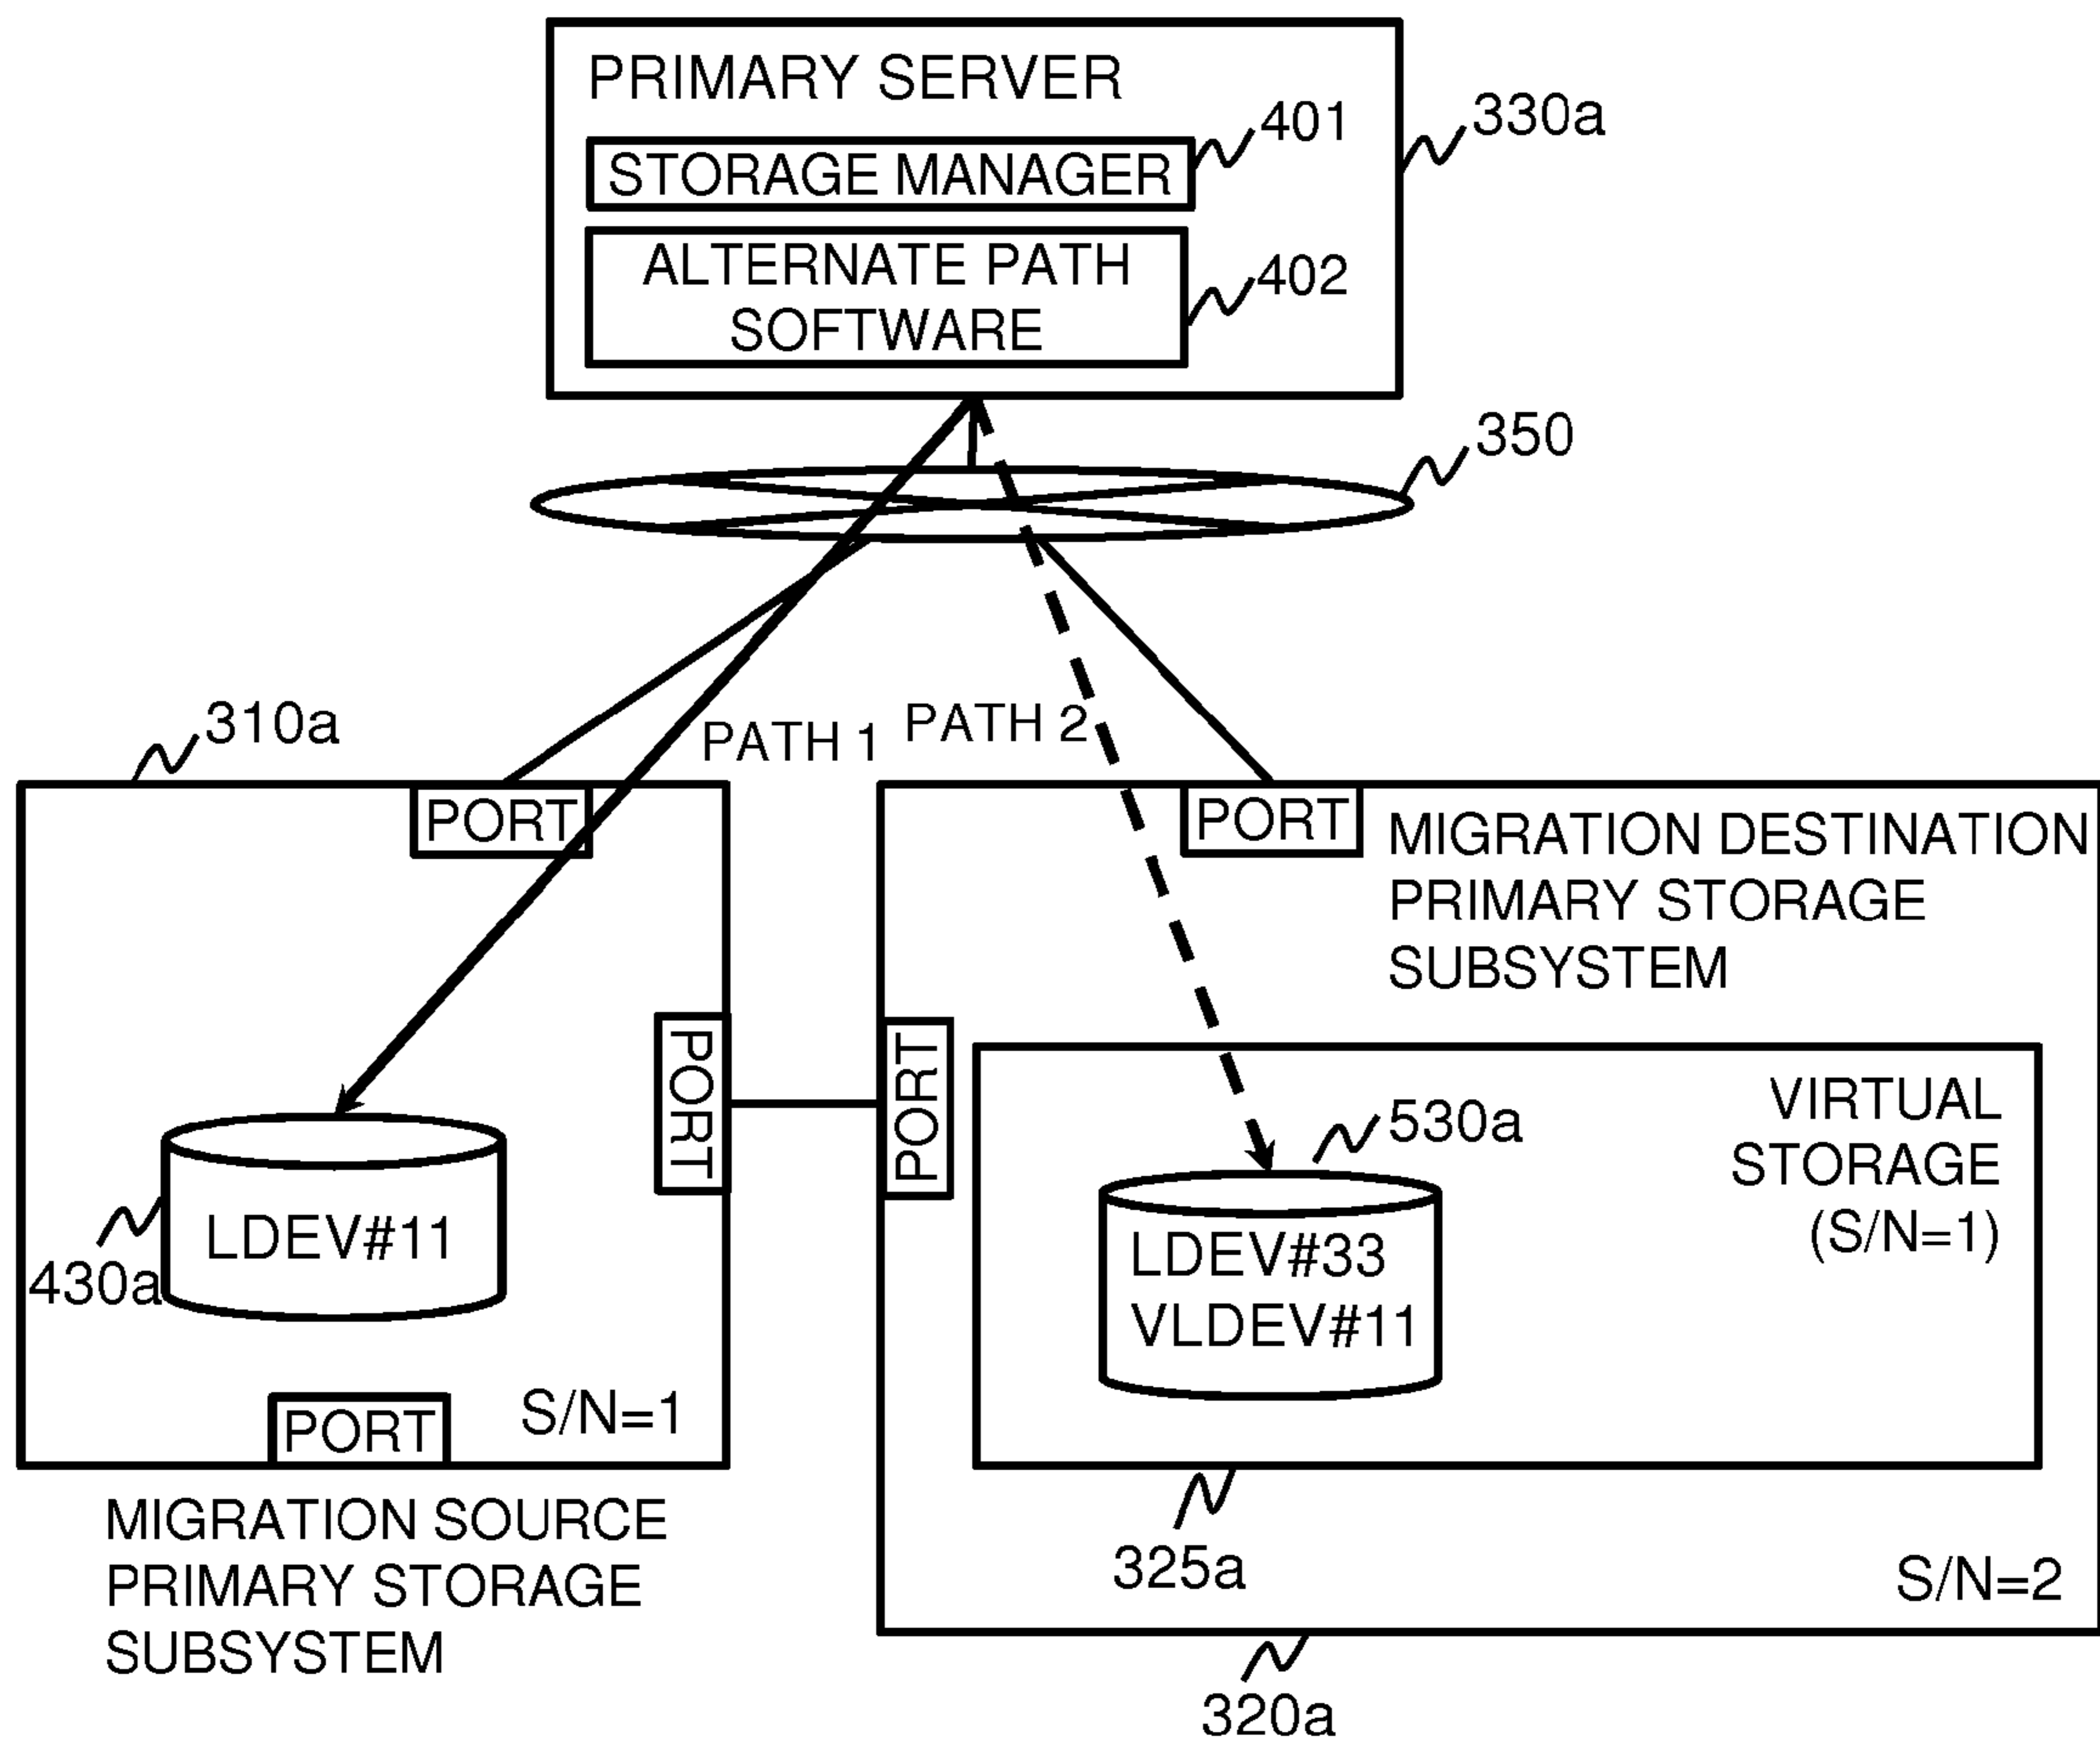 PRIMARY SERVER
401
330a
STORAGE MANAGER
ALTERNATE PATH
SOFTWARE
402
350
310a
PATH 1
PATH 2
PORT
PORT
MIGRATION DESTINATION
PRIMARY STORAGE
SUBSYSTEM
PORT
PORT
VIRTUAL
STORAGE
(S/N=1)
530a
LDEV#11
430a
LDEV#33
VLDEV#11
S/N=1
PORT
MIGRATION SOURCE
PRIMARY STORAGE
SUBSYSTEM
325a
S/N=2
320a